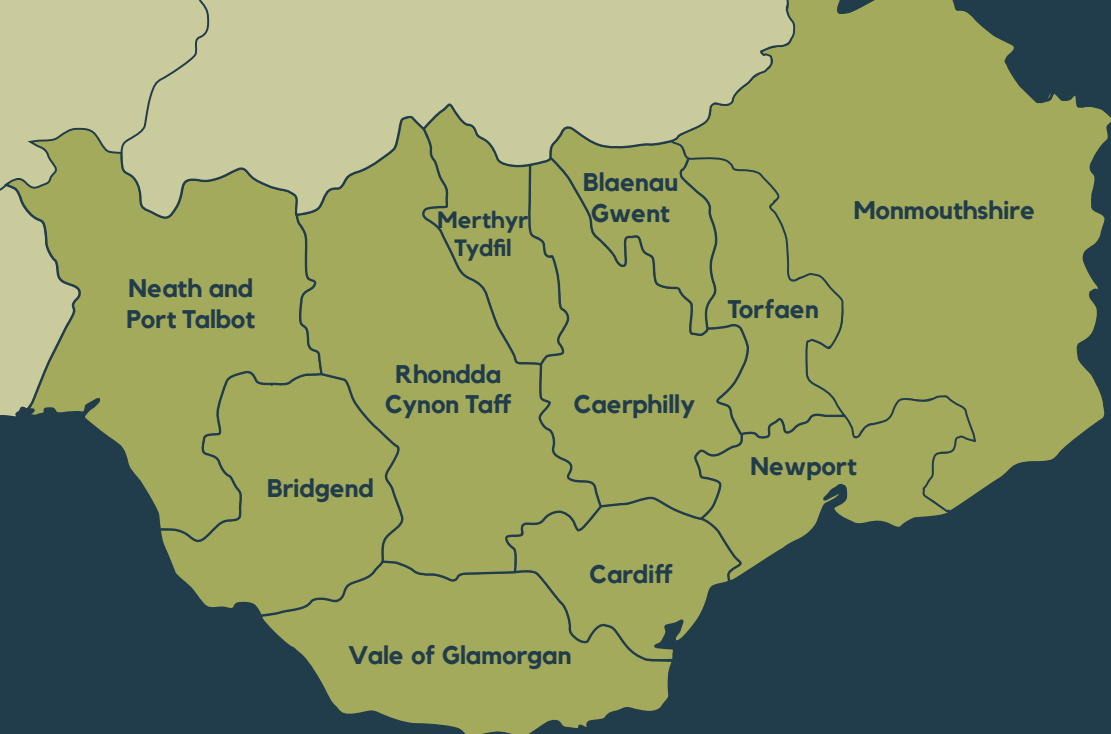 Blaenau
Gwent
Monmouthshire
Merthyr
Tydfil
Neath and
Port Talbot
Torfaen
Rhondda
Cynon Taff
Caerphilly
Newport
Bridgend
Cardiff
Vale of Glamorgan